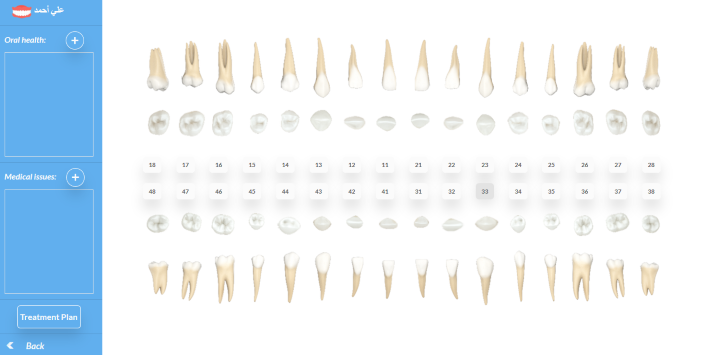 علي أحمد
Oral health:
+
18 17 16 15 14 13 12 11 21 22 23 24 25 26 27 28
Medical issues: +
48 47 46 45 44 43 42 41 31 32 33 34 35 36 37 38
Treatment Plan
Back